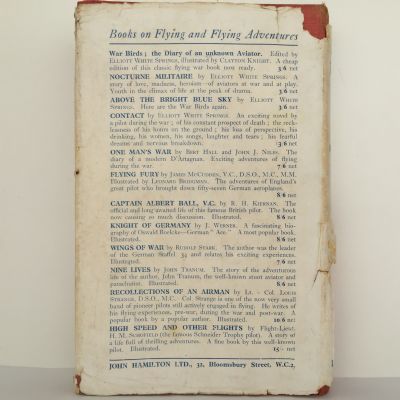 Books on Flying and Flying Adventures
War Birds; the Diary of an unknown Aviator. Edited by
ELLIOTT WHITE SPRINGS, illustrated by CLAYTON KNIGHT. A cheap
edition of this classic flying war book now ready. 3/6 net
NOCTURNE MILITAIRE by ELLIOTT WHITE SPRINGS. A
story of love, madness, heroism—of aviators at war and at play.
Youth in the climax of life at the peak of drama. 3/6 net
ABOVE THE BRIGHT BLUE SKY by ELLIOTT WHITE
SPRINGS. Here are the War Birds again. 3/6 net
CONTACT by ELLIOTT WHITE SPRINGS. An exciting novel by
a pilot during the war; of his constant prospect of death; the reck-
lessness of his hours on the ground; his loss of perspective, his
drinking, his women, his songs, laughter and tears; his fearful
dreams and nervous breakdown. 3/6 net
ONE MAN'S WAR by BERT HALL and JOHN J. NILES. The
diary of a modern D'Artagnan. Exciting adventures of flying
during the war. 7/6 net
FLYING FURY by JAMES McCUDDEN, V.C., D.S.O., M.C., M.M.
Illustrated by LEONARD BRIDGMAN. The adventures of England's
great pilot who brought down fifty-seven German aeroplanes.
8/6 net
CAPTAIN ALBERT BALL, V.C. by R. H. KIERNAN. The
official and long awaited life of this famous British pilot. The book
now causing so much discussion. Illustrated. 8/6 net
KNIGHT OF GERMANY by J. WERNER. A fascinating bio-
graphy of Oswald Boelcke—German "Ace." A most popular book.
Illustrated. 8/6 net
WINGS OF WAR by RUDOLF STARK. The author was the leader
of the German Staffel 34 and relates his exciting experiences.
Illustrated. 7/6 net
NINE LIVES by JOHN TRANUM. The story of the adventurous
life of the author, John Tranum, the well-known stunt aviator and
parachutist. Illustrated. 8/6 net
RECOLLECTIONS OF AN AIRMAN by Lt.-Col. LOUIS
STRANGE, D.S.O., M.C. Col. Strange is one of the now very small
band of pioneer pilots still actively engaged in flying. He writes of
his flying experiences, pre-war, during the war and post-war. A
popular book by a popular author. Illustrated. 10/6 net
HIGH SPEED AND OTHER FLIGHTS by Flight-Lieut.
H. M. SCHOFIELD (the famous Schneider Trophy pilot). A story of
a life full of thrilling adventures. A fine book by this well-known
pilot. Illustrated. 15/- net
JOHN HAMILTON LTD., 32, Bloomsbury Street, W.C.1,